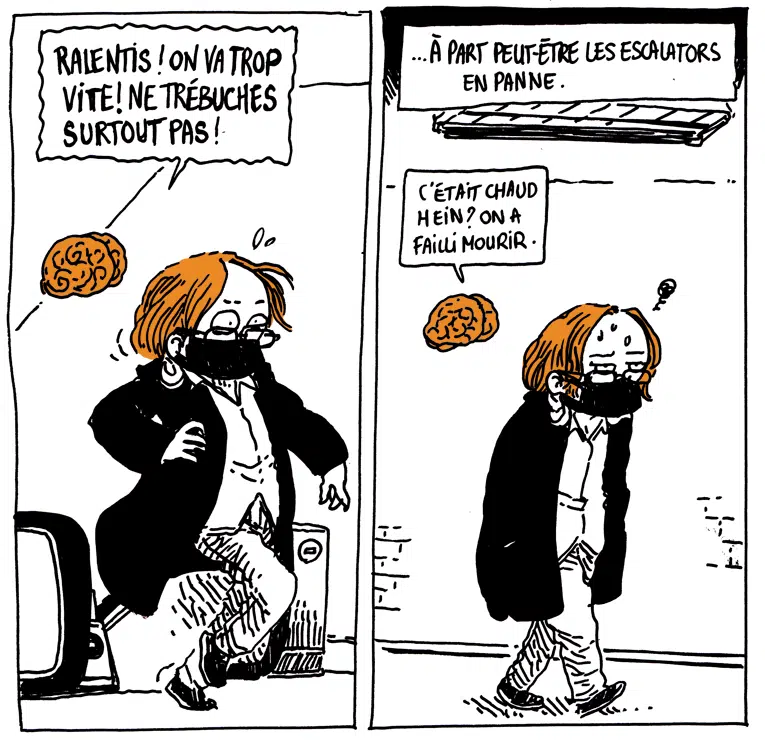 RALENTIS ! ON VA TROP
VITE ! NE TRÉBUCHES
SURTOUT PAS !
...À PART PEUT-ÊTRE LES ESCALATORS
EN PANNE.
C'ÉTAIT CHAUD
HEIN ? ON A
FAILLI MOURIR.